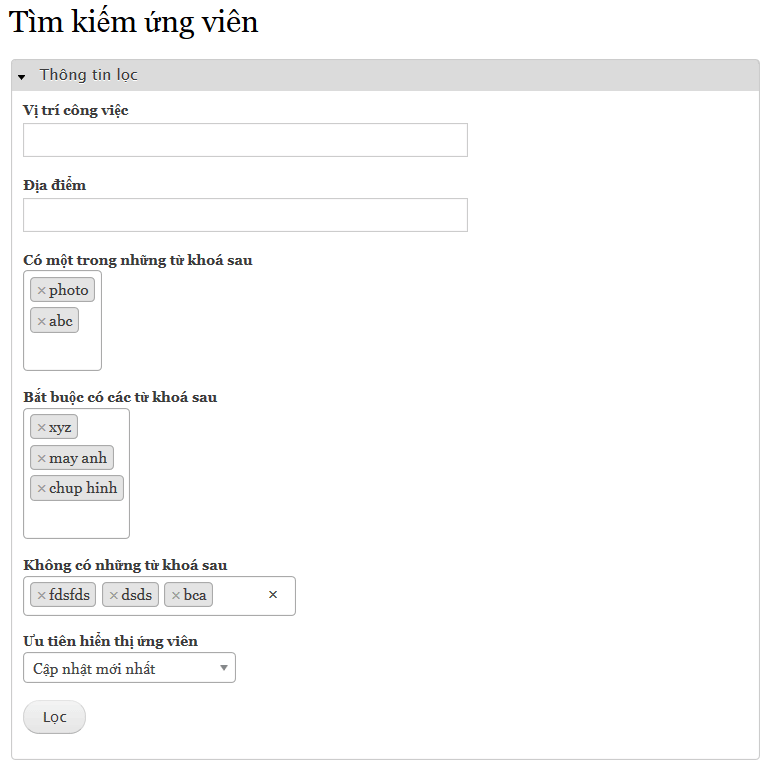 Tìm kiếm ứng viên
Thông tin lọc
Vị trí công việc
Địa điểm
Có một trong những từ khoá sau
×photo
×abc
Bắt buộc có các từ khoá sau
×xyz
×may anh
×chup hinh
Không có những từ khoá sau
×fdsfds ×dsds ×bca ×
Ưu tiên hiển thị ứng viên
Cập nhật mới nhất
Lọc